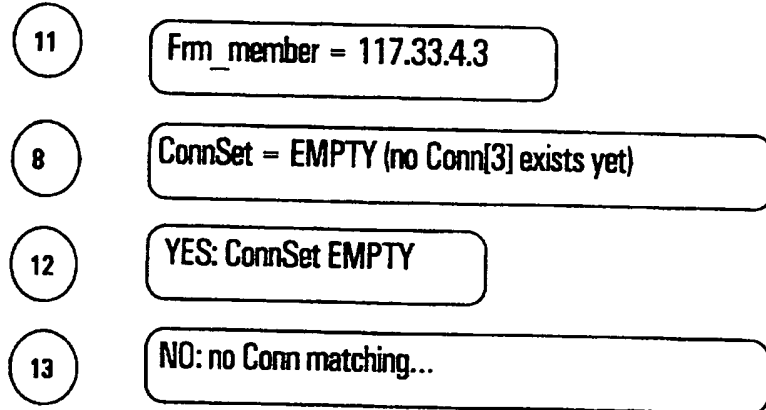 11
Frm_member = 117.33.4.3
8
ConnSet = EMPTY (no Conn[3] exists yet)
12
YES: ConnSet EMPTY
13
NO: no Conn matching...